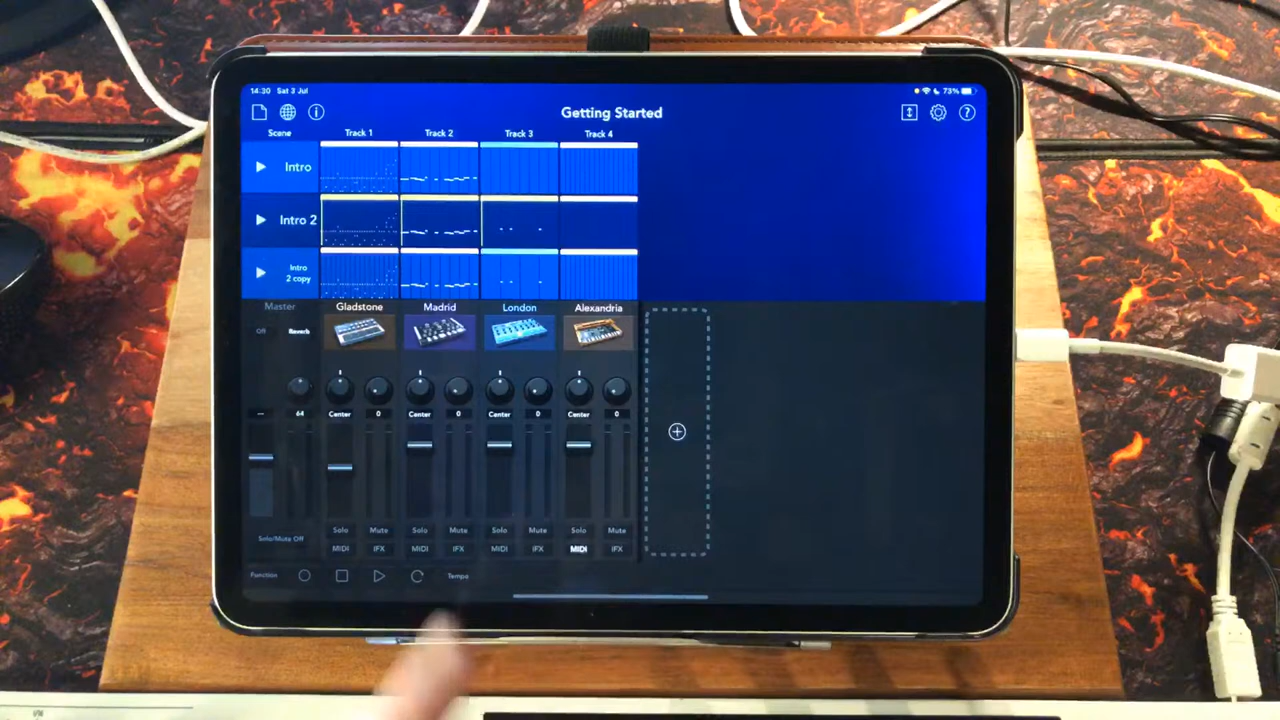 14:30 Sat 3 Jul 73%
Getting Started
Scene Track 1 Track 2 Track 3 Track 4
Intro
Intro 2
Intro
2 copy
Master Gladstone Madrid London Alexandria
Off Reverb
--- 64 Center 0 Center 0 Center 0 Center 0
Solo/Mute Off Solo Mute Solo Mute Solo Mute Solo Mute
MIDI IFX MIDI IFX MIDI IFX MIDI IFX
Function Tempo